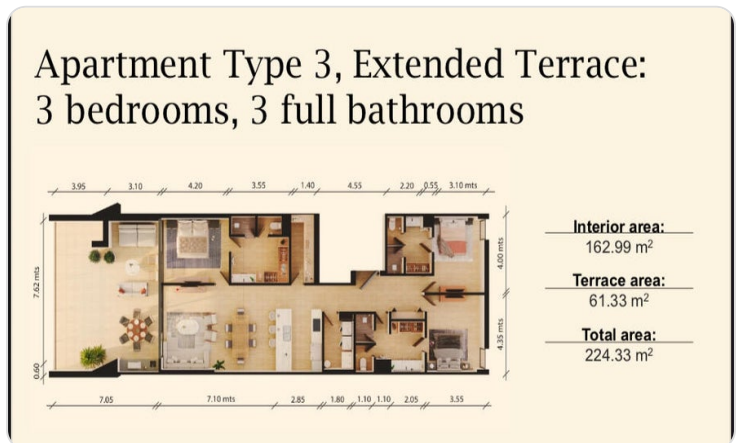 Apartment Type 3, Extended Terrace:
3 bedrooms, 3 full bathrooms
3.95 3.10 4.20 3.55 1.40 4.55 2.20 0.55 3.10 mts
7.62 mts
0.60
4.00 mts
4.35 mts
7.05 7.10 mts 2.85 1.80 1.10 1.10 2.05 3.55
Interior area:
162.99 m²
Terrace area:
61.33 m²
Total area:
224.33 m²